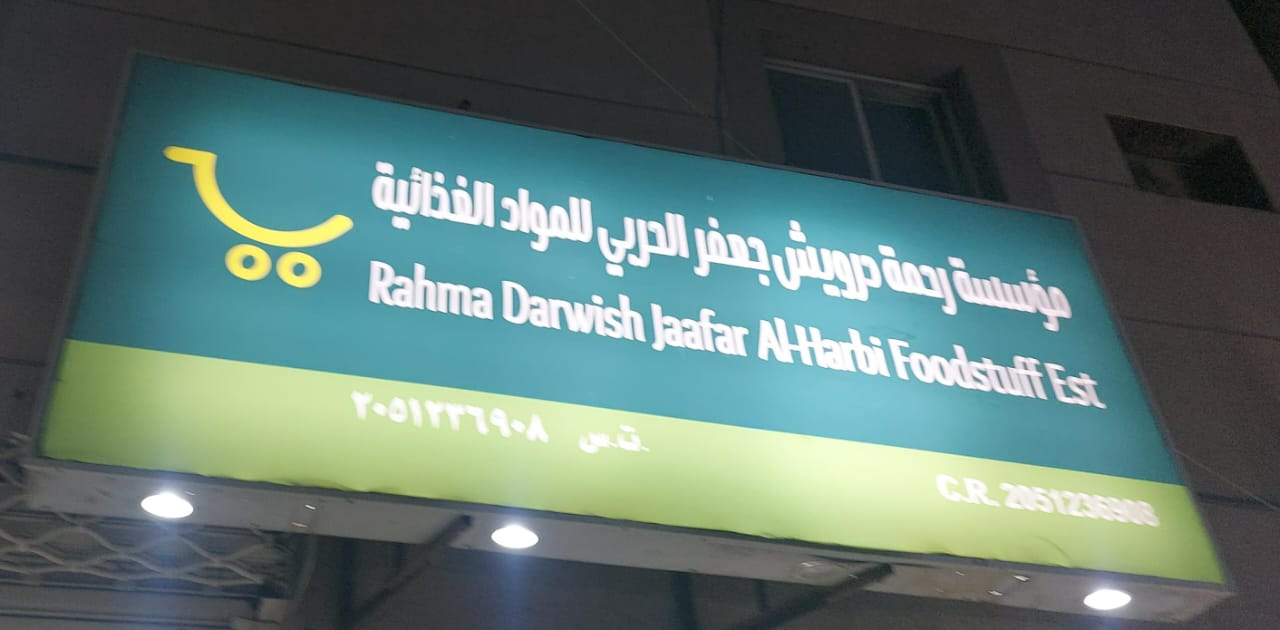 مؤسسة رحمة درويش جعفر الحربي للمواد الغذائية
Rahma Darwish Jaafar Al-Harbi Foodstuff Est
ت.س. ٢٠٥١٢٣٦٩٠٨
C.R. 2051236908